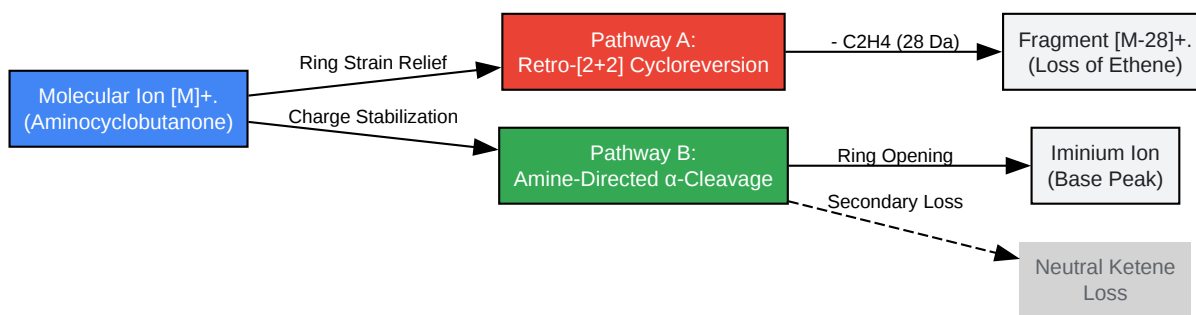 Molecular Ion [M]+.
(Aminocyclobutanone)
Ring Strain Relief
Charge Stabilization
Pathway A:
Retro-[2+2] Cycloreversion
- C2H4 (28 Da)
Fragment [M-28]+.
(Loss of Ethene)
Pathway B:
Amine-Directed α-Cleavage
Ring Opening
Iminium Ion
(Base Peak)
Secondary Loss
Neutral Ketene
Loss